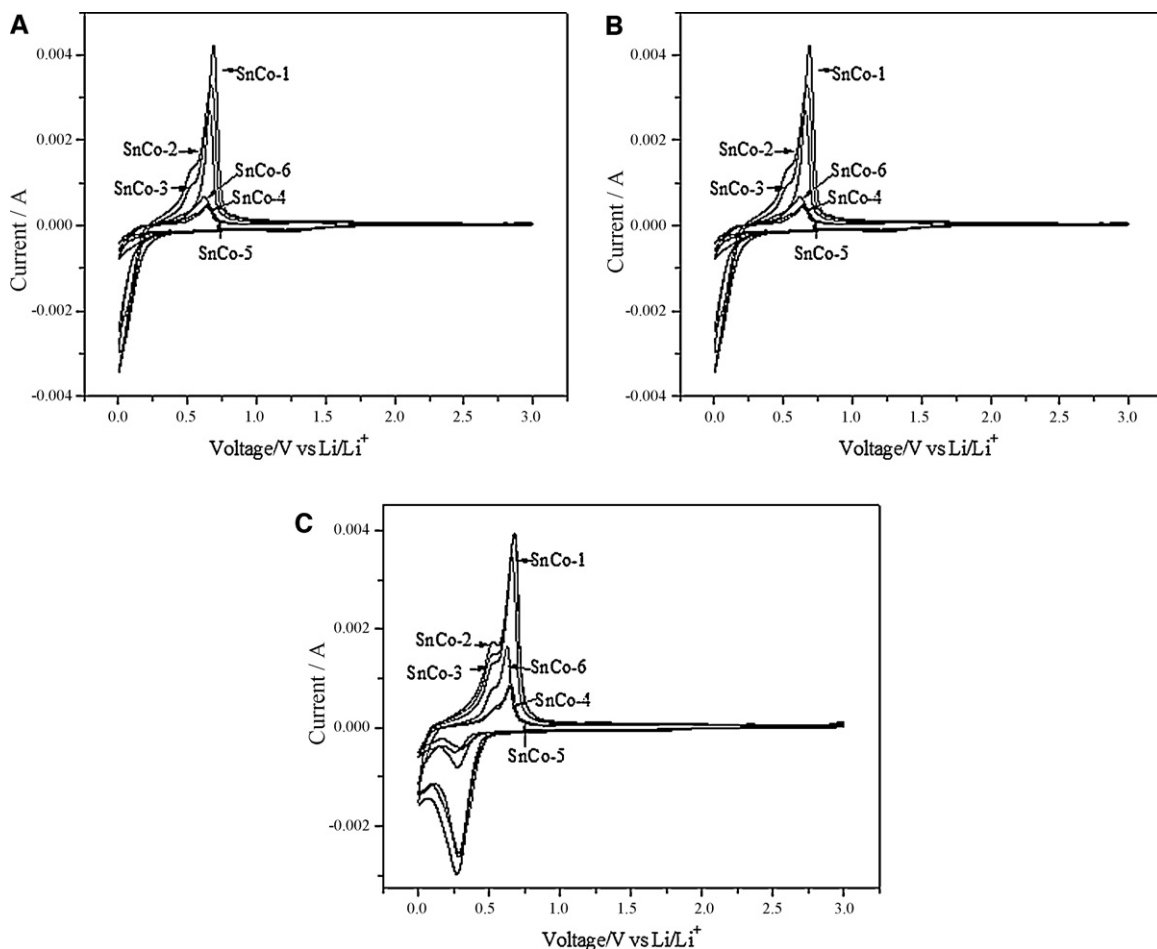 A
0.004
SnCo-1
0.002
SnCo-2
SnCo-6
SnCo-3
SnCo-4
0.000
SnCo-5
-0.002
-0.004
Current / A
0.0 0.5 1.0 1.5 2.0 2.5 3.0
Voltage/V vs Li/Li⁺
B
0.004
SnCo-1
0.002
SnCo-2
SnCo-6
SnCo-3
SnCo-4
0.000
SnCo-5
-0.002
-0.004
Current / A
0.0 0.5 1.0 1.5 2.0 2.5 3.0
Voltage/V vs Li/Li⁺
C
0.004
SnCo-1
0.002
SnCo-2
SnCo-3
SnCo-6
SnCo-4
0.000
SnCo-5
-0.002
Current / A
0.0 0.5 1.0 1.5 2.0 2.5 3.0
Voltage/V vs Li/Li⁺